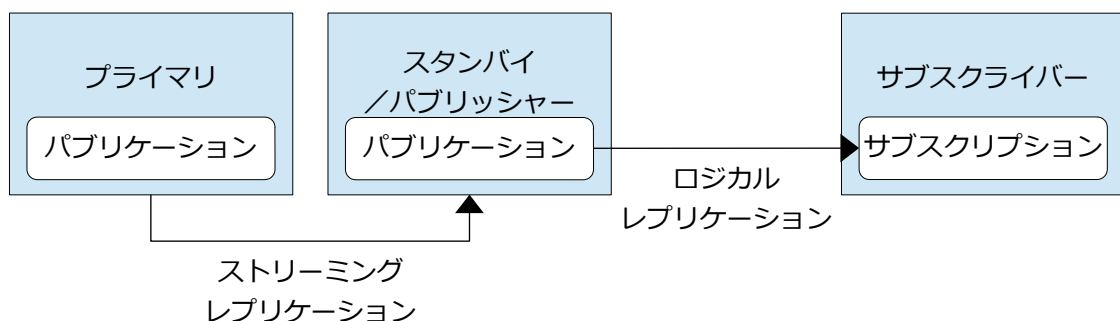 プライマリ
パブリケーション
スタンバイ
／パブリッシャー
パブリケーション
サブスクライバー
サブスクリプション
ロジカル
レプリケーション
ストリーミング
レプリケーション